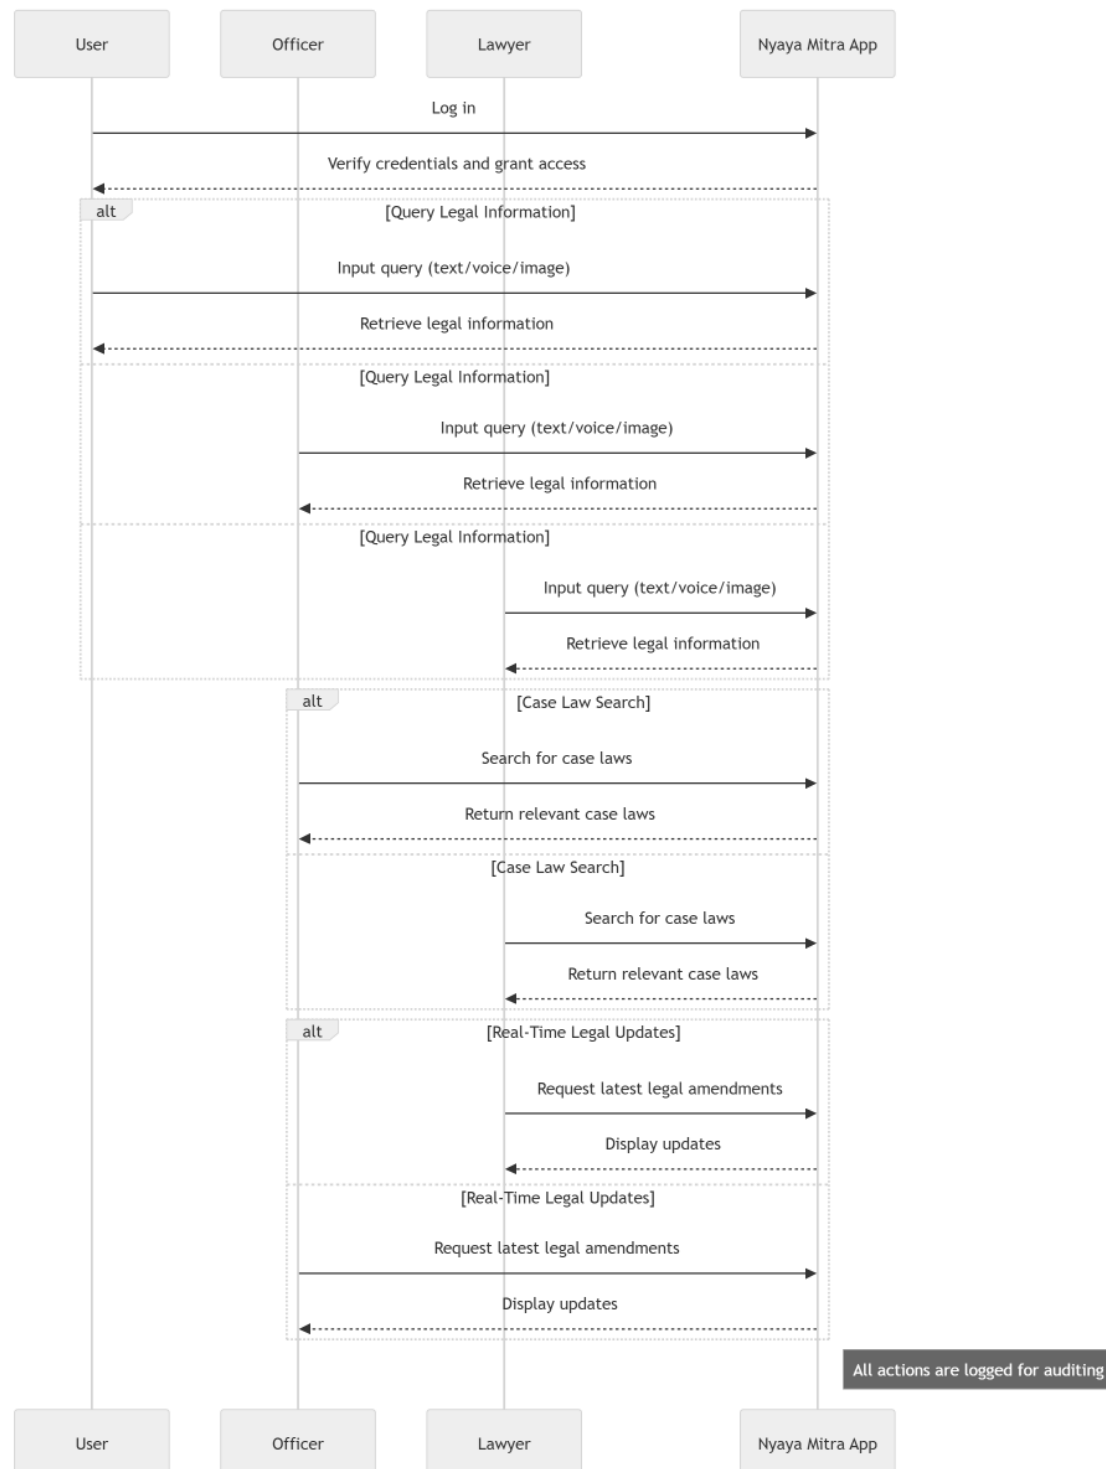 User Officer Lawyer Nyaya Mitra App
Log in
Verify credentials and grant access
alt [Query Legal Information]
Input query (text/voice/image)
Retrieve legal information
[Query Legal Information]
Input query (text/voice/image)
Retrieve legal information
[Query Legal Information]
Input query (text/voice/image)
Retrieve legal information
alt [Case Law Search]
Search for case laws
Return relevant case laws
[Case Law Search]
Search for case laws
Return relevant case laws
alt [Real-Time Legal Updates]
Request latest legal amendments
Display updates
[Real-Time Legal Updates]
Request latest legal amendments
Display updates
All actions are logged for auditing
User Officer Lawyer Nyaya Mitra App